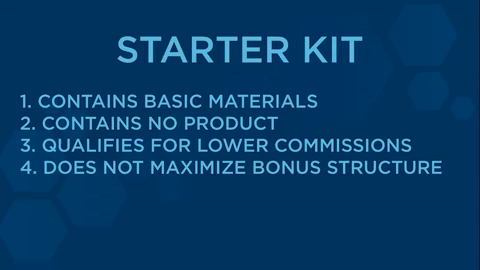 STARTER KIT
1. CONTAINS BASIC MATERIALS
2. CONTAINS NO PRODUCT
3. QUALIFIES FOR LOWER COMMISSIONS
4. DOES NOT MAXIMIZE BONUS STRUCTURE